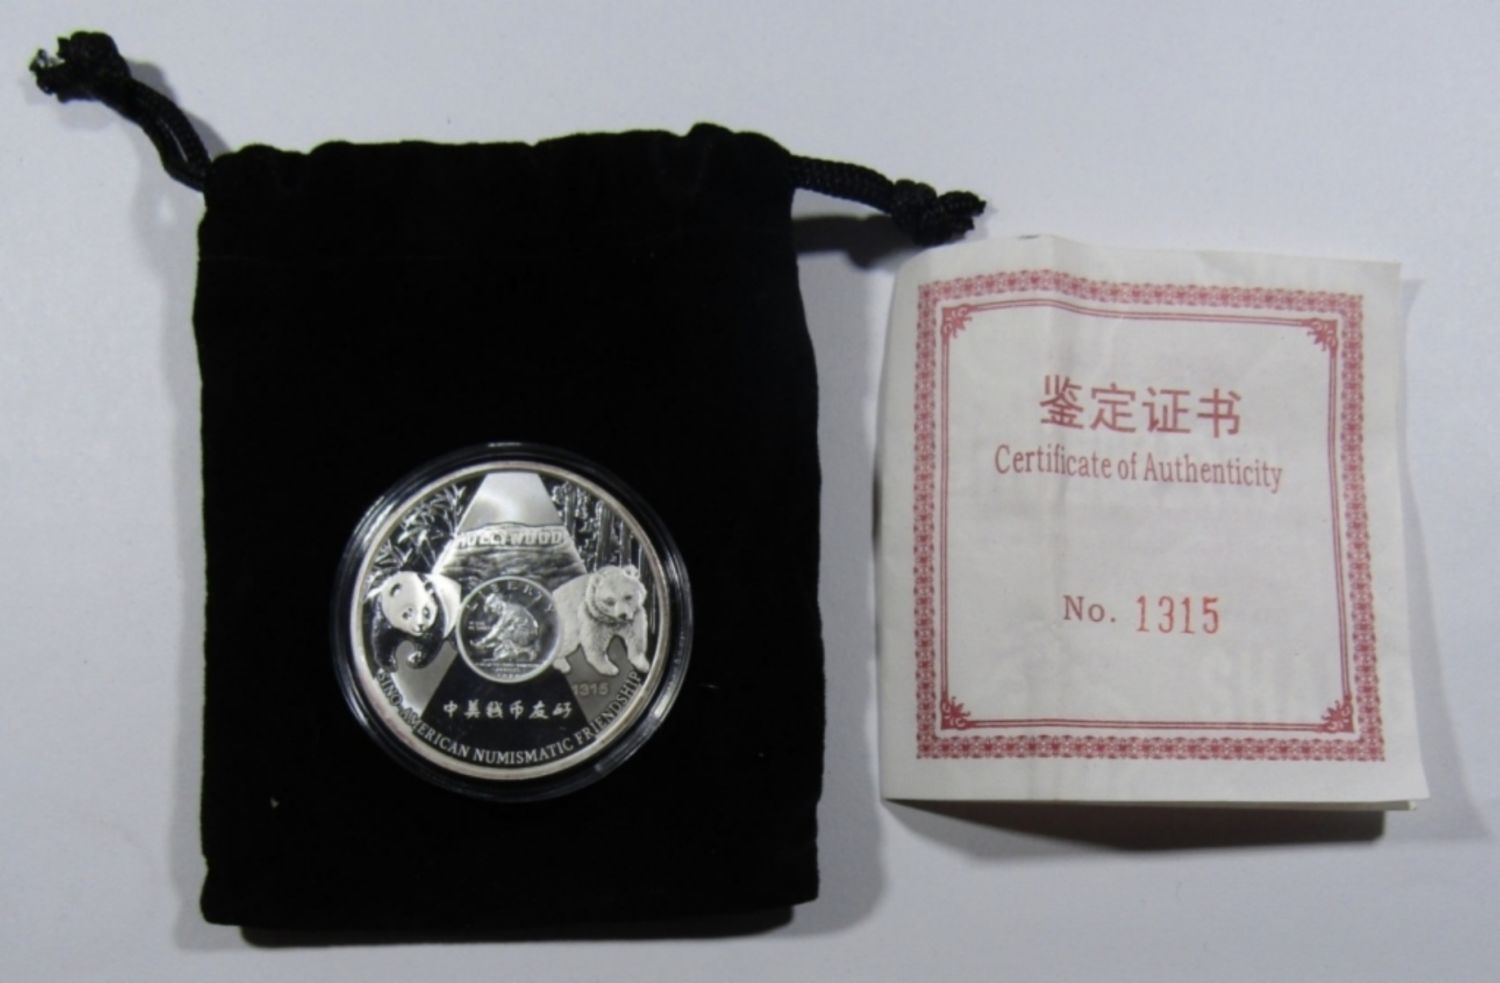 HOLLYWOOD
LIBERTY
1315
中美钱币友好
SINO-AMERICAN NUMISMATIC FRIENDSHIP
鉴定证书
Certificate of Authenticity
No. 1315